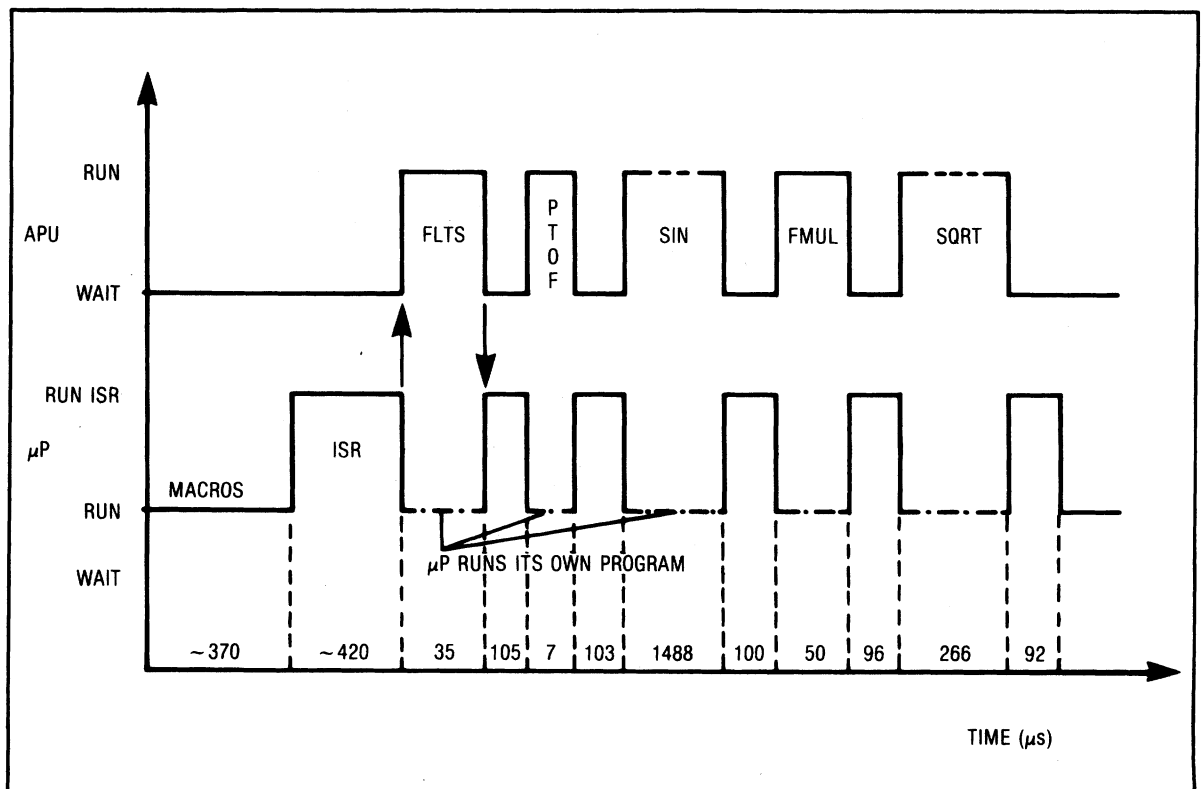 RUN
APU
FLTS
PTOF
SIN
FMUL
SQRT
WAIT
RUN ISR
μP
ISR
MACROS
RUN
μP RUNS ITS OWN PROGRAM
WAIT
~370 ~420 35 105 7 103 1488 100 50 96 266 92
TIME (μs)